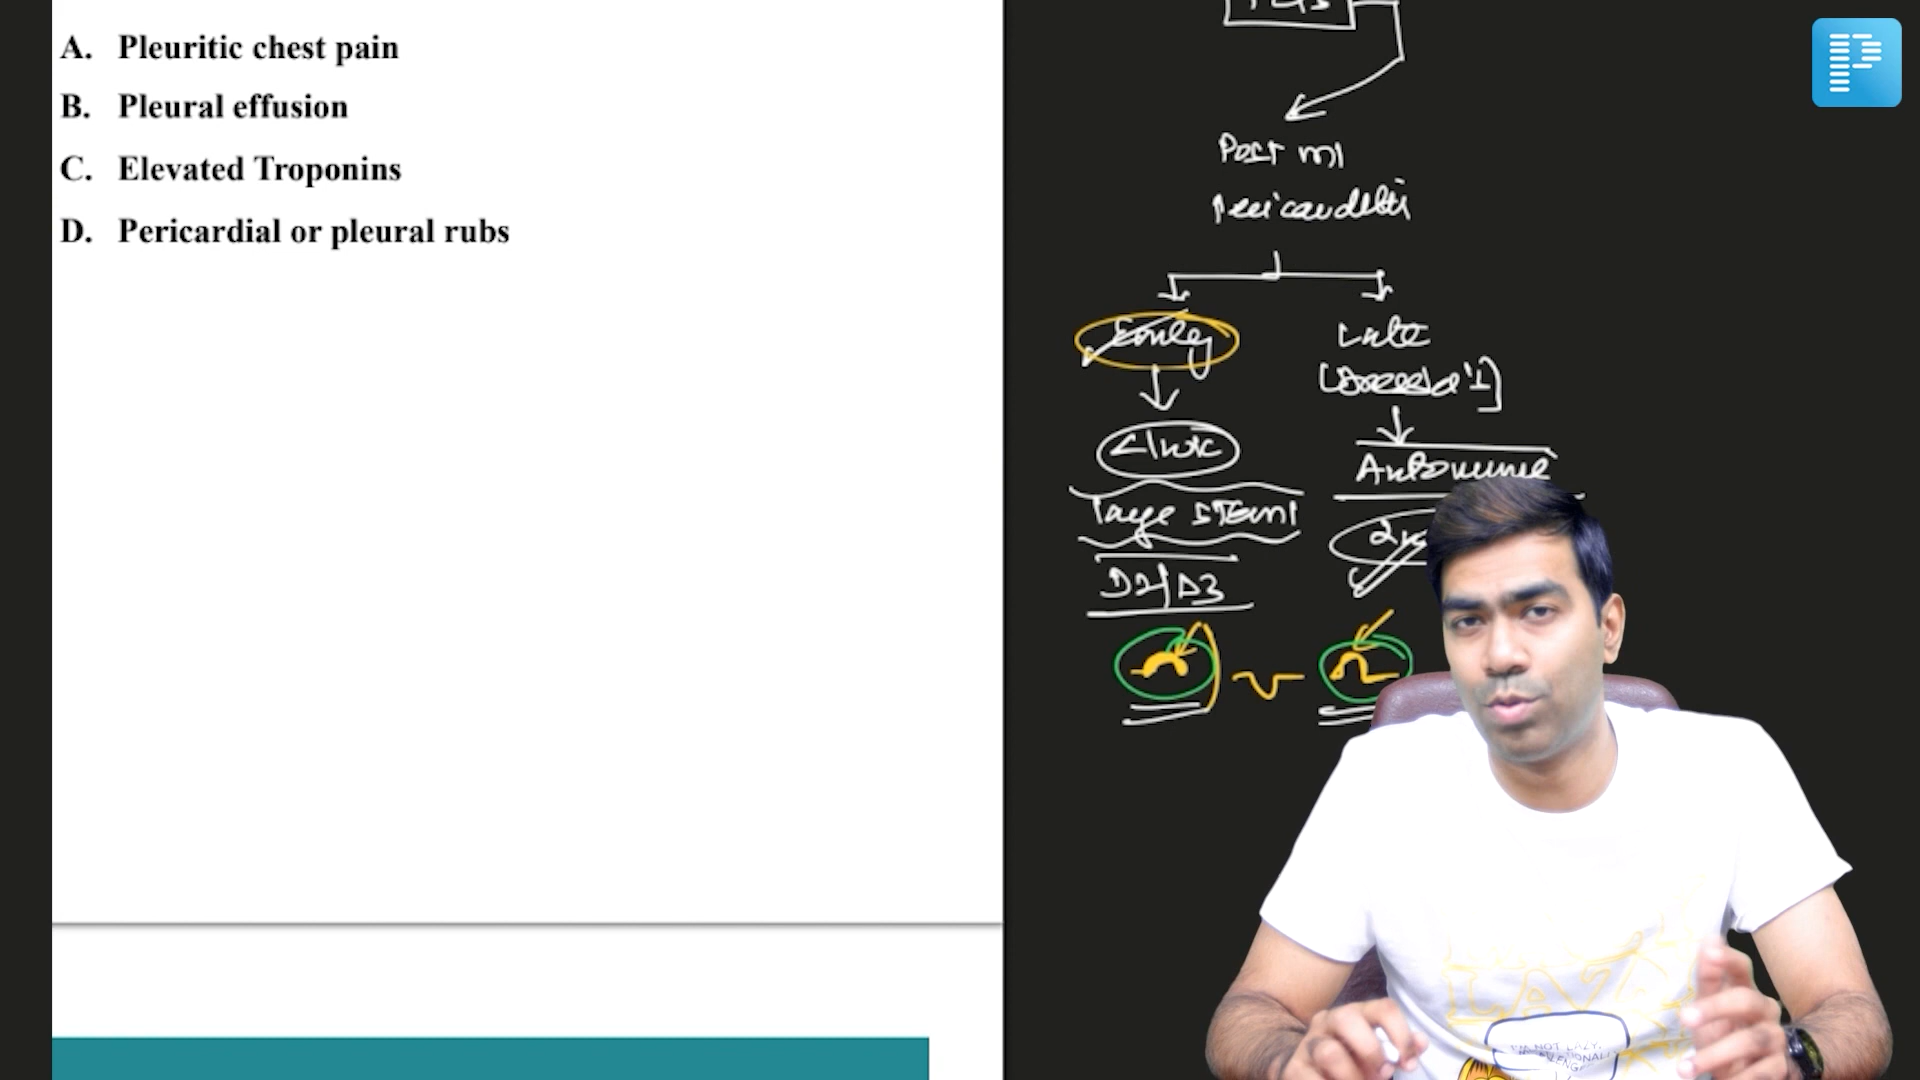 A. Pleuritic chest pain
B. Pleural effusion
C. Elevated Troponins
D. Pericardial or pleural rubs
Post MI
Pericarditis
Early
Late
<1wk
Large STEMI
D2/D3
P